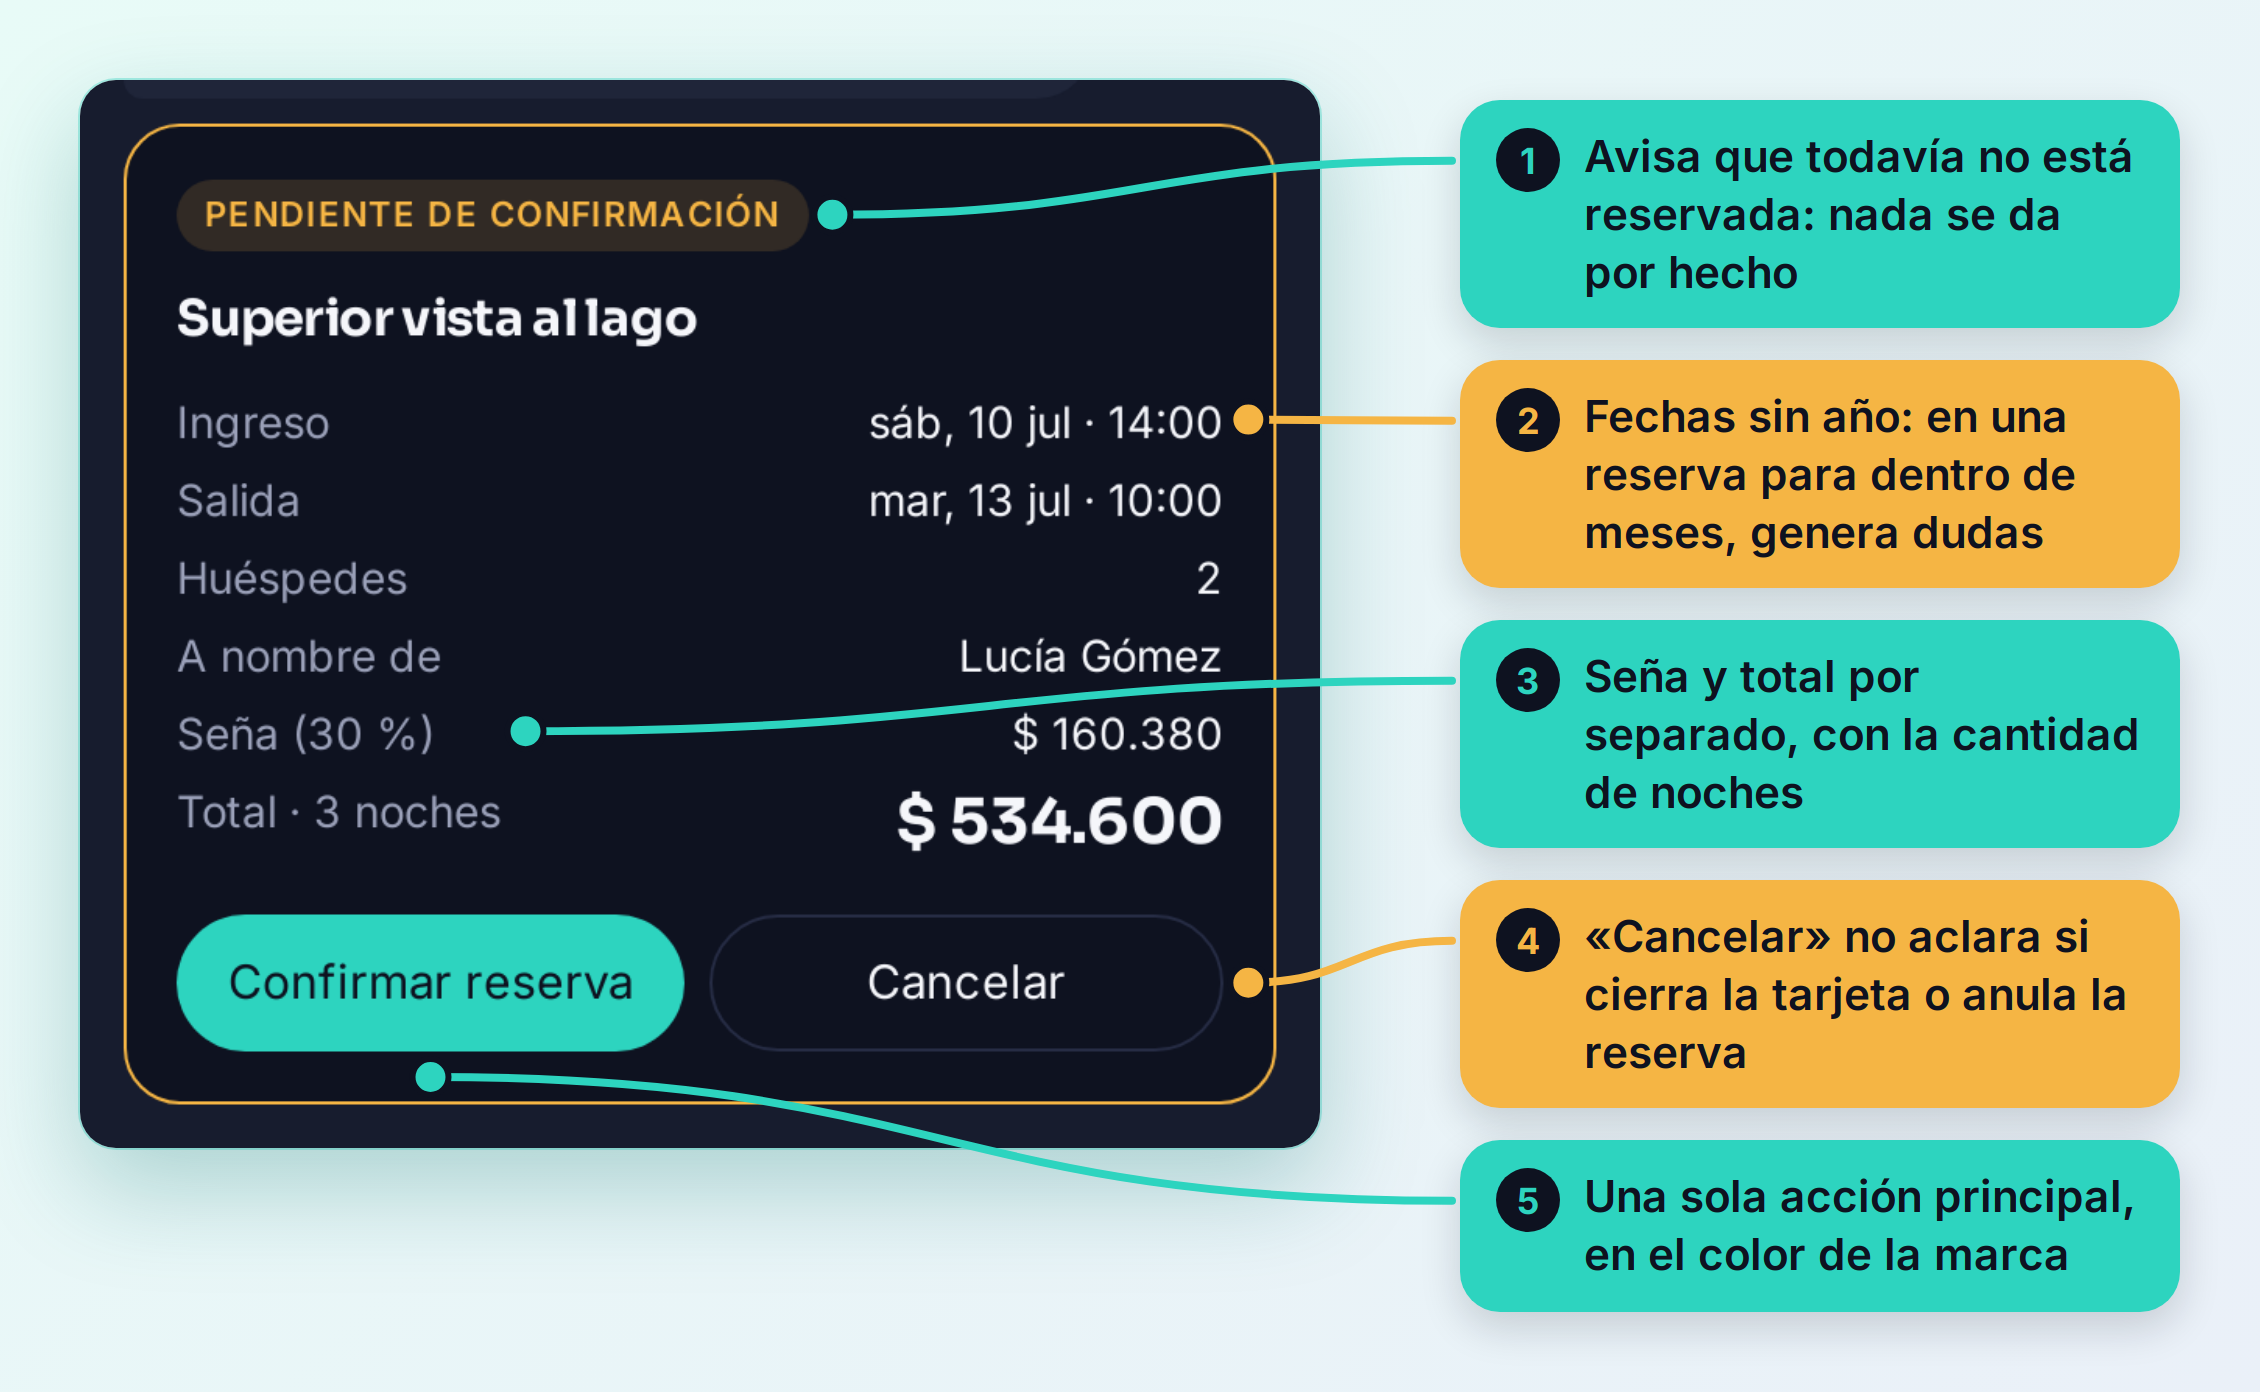 PENDIENTE DE CONFIRMACIÓN
Superior vista al lago
Ingreso sáb, 10 jul · 14:00
Salida mar, 13 jul · 10:00
Huéspedes 2
A nombre de Lucía Gómez
Seña (30 %) $ 160.380
Total · 3 noches $ 534.600
Confirmar reserva Cancelar
1 Avisa que todavía no está
reservada: nada se da
por hecho
2 Fechas sin año: en una
reserva para dentro de
meses, genera dudas
3 Seña y total por
separado, con la cantidad
de noches
4 «Cancelar» no aclara si
cierra la tarjeta o anula la
reserva
5 Una sola acción principal,
en el color de la marca